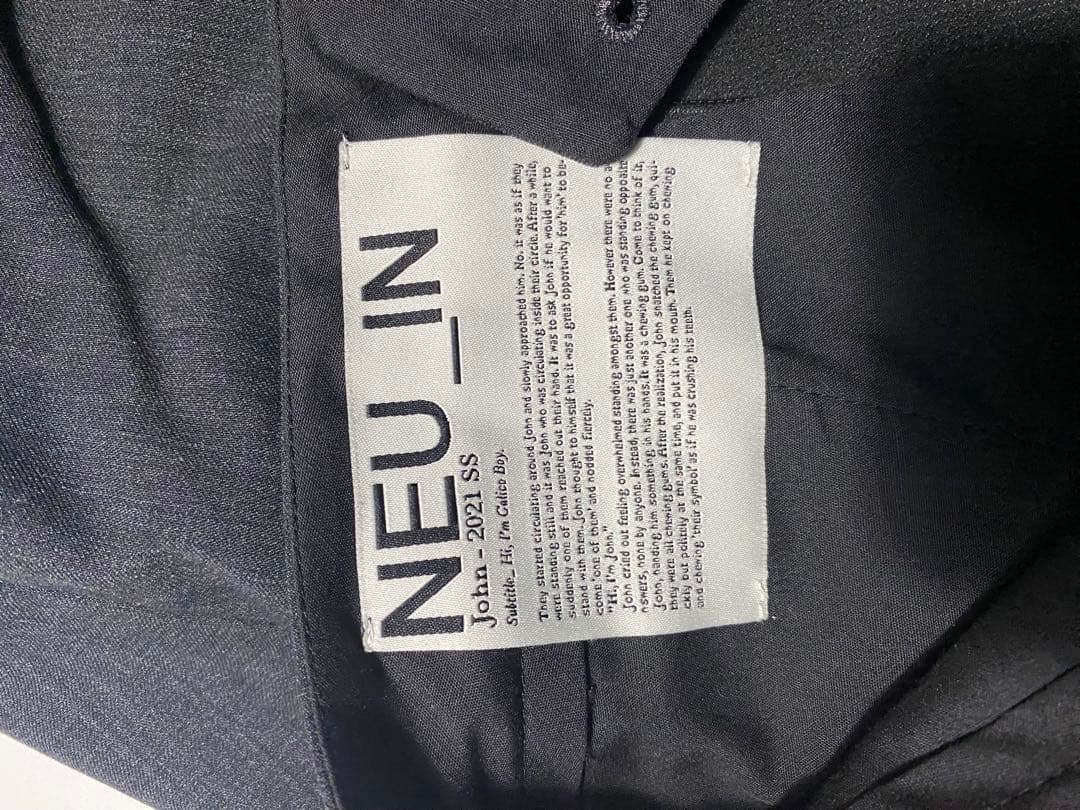 NEU_IN
John - 2021 SS
Subtitle_ Hi, I'm Calico Boy.
They started circulating around John and slowly approached him. No, it was as if they
were standing still and it was John who was circulating inside their circle. After a while,
suddenly one of them reached out their hand. It was to ask John if he would want to
stand with them. John thought to himself that it was a great opportunity for 'him' to be-
come 'one of them' and nodded fiercely.
"Hi, I'm John."
John cried out feeling overwhelmed standing amongst them. However there were no a
nswers, none by anyone. Instead, there was just another one who was standing opposite
John, handing him something in his hands. It was a chewing gum. Come to think of it,
they were all chewing gums. After the realization, John snatched the chewing gum, qui-
ckly but politely at the same time, and put it in his mouth. Then he kept on chewing
and chewing 'their symbol' as if he was crushing his teeth.